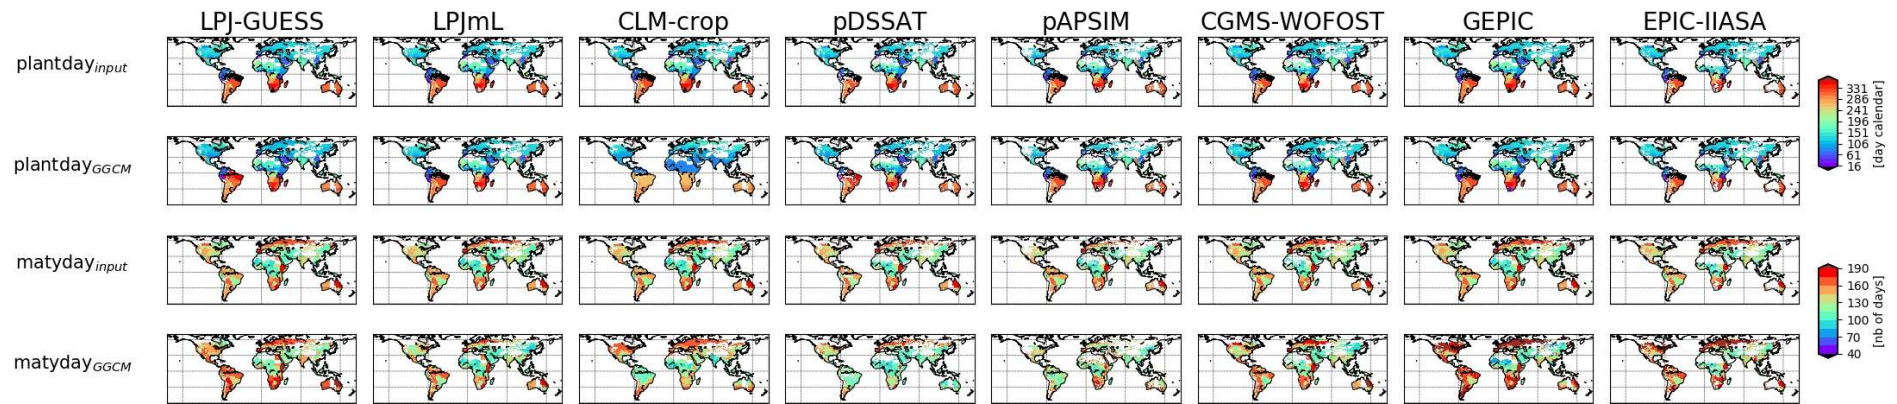 LPJ-GUESS LPJmL CLM-crop pDSSAT pAPSIM CGMS-WOFOST GEPIC EPIC-IIASA
plantday_input
331
286
241
196
151
106
61
16
[day calendar]
plantday_GGCM
matyday_input
190
160
130
100
70
40
[nb of days]
matyday_GGCM